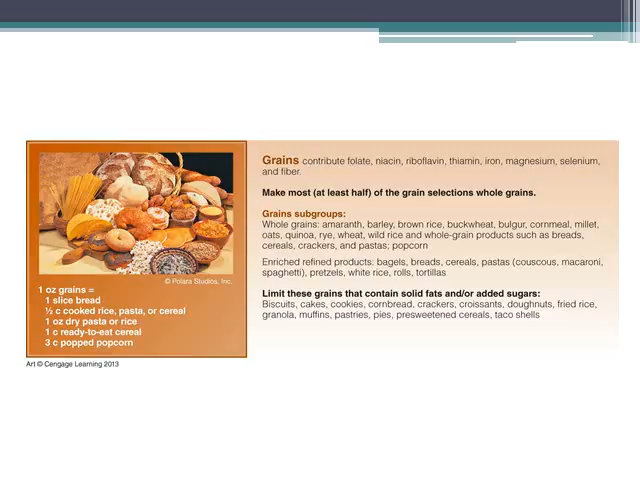 © Polara Studios, Inc.
1 oz grains =
1 slice bread
½ c cooked rice, pasta, or cereal
1 oz dry pasta or rice
1 c ready-to-eat cereal
3 c popped popcorn
Art © Cengage Learning 2013
Grains contribute folate, niacin, riboflavin, thiamin, iron, magnesium, selenium,
and fiber.
Make most (at least half) of the grain selections whole grains.
Grains subgroups:
Whole grains: amaranth, barley, brown rice, buckwheat, bulgur, cornmeal, millet,
oats, quinoa, rye, wheat, wild rice and whole-grain products such as breads,
cereals, crackers, and pastas; popcorn
Enriched refined products: bagels, breads, cereals, pastas (couscous, macaroni,
spaghetti), pretzels, white rice, rolls, tortillas
Limit these grains that contain solid fats and/or added sugars:
Biscuits, cakes, cookies, cornbread, crackers, croissants, doughnuts, fried rice,
granola, muffins, pastries, pies, presweetened cereals, taco shells